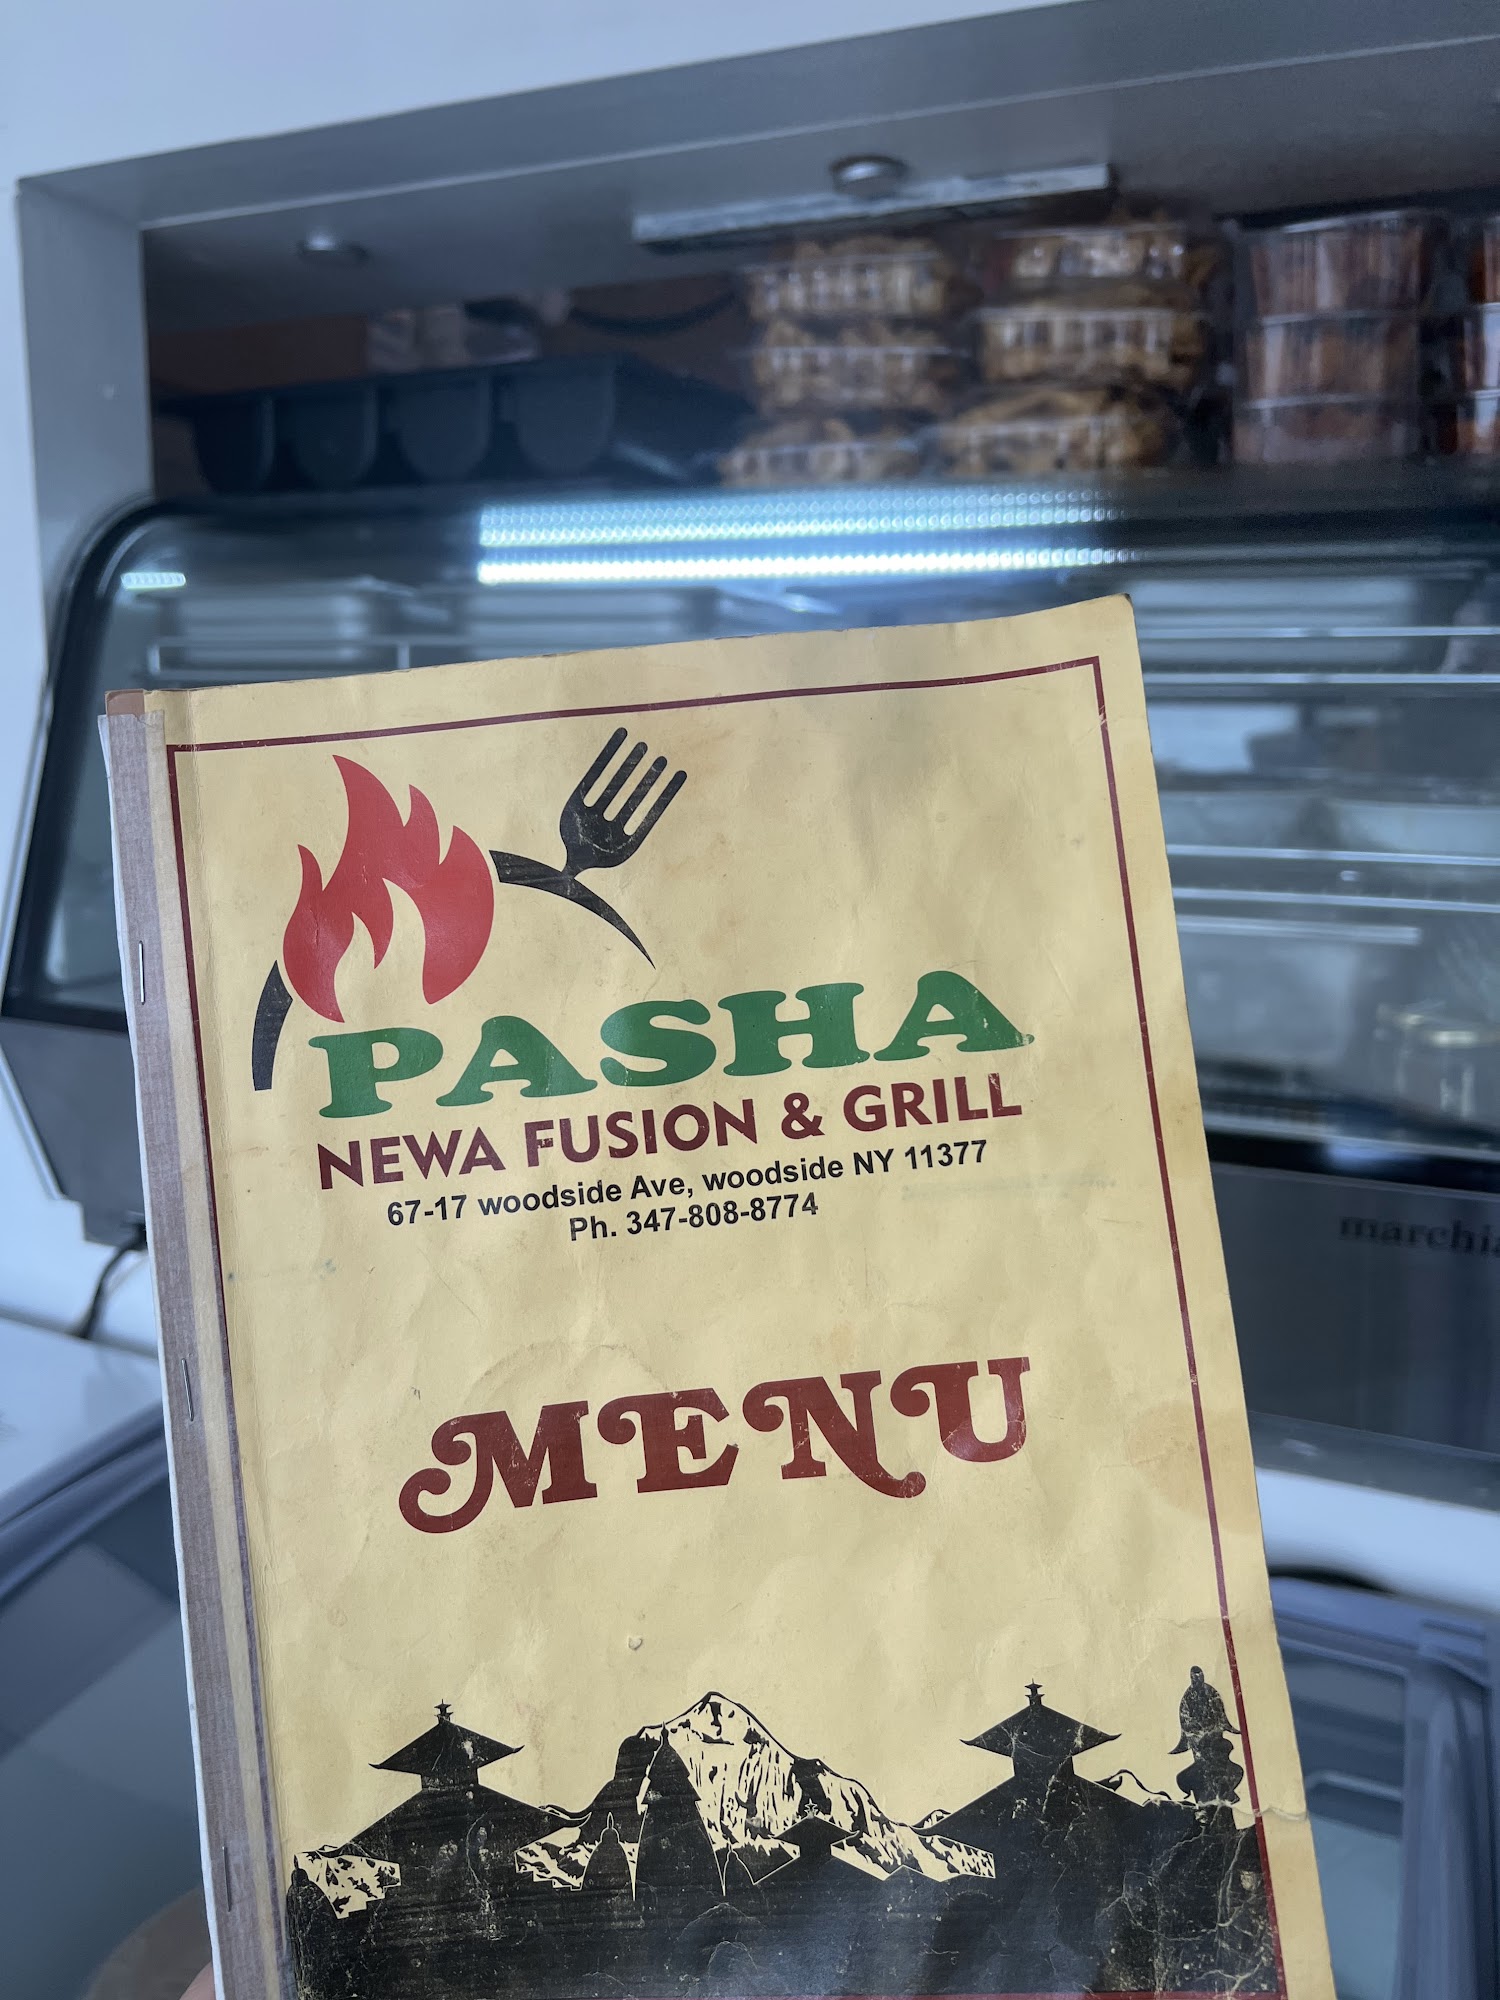 PASHA
NEWA FUSION & GRILL
67-17 woodside Ave, woodside NY 11377
Ph. 347-808-8774
MENU